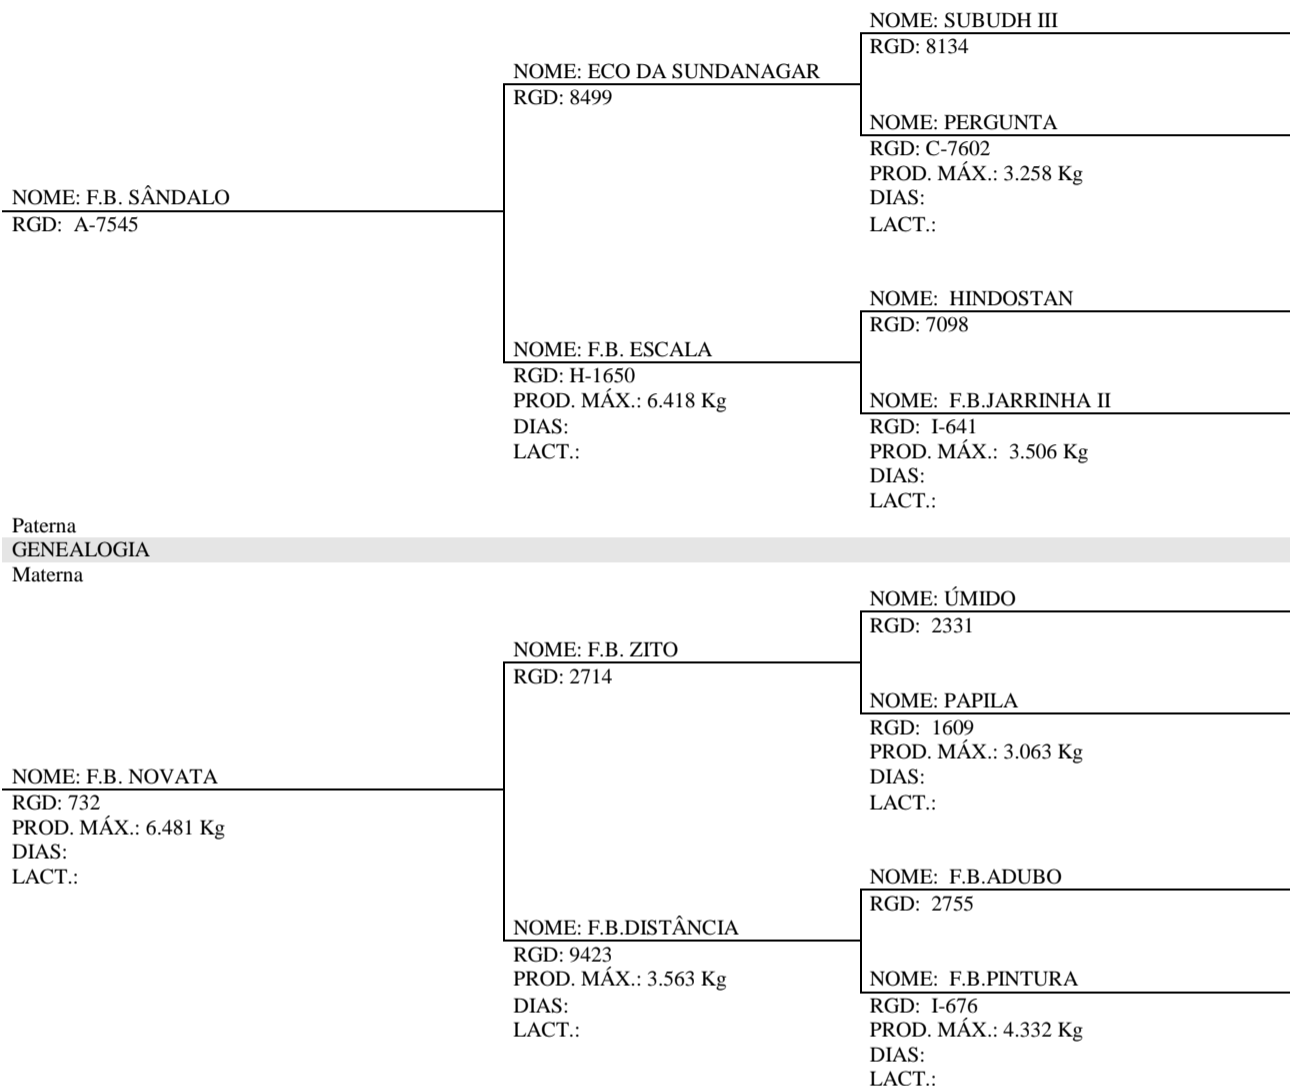 NOME: SUBUDH III
RGD: 8134
NOME: ECO DA SUNDANAGAR
RGD: 8499
NOME: PERGUNTA
RGD: C-7602
PROD. MÁX.: 3.258 Kg
DIAS:
LACT.:
NOME: F.B. SÂNDALO
RGD: A-7545
NOME: HINDOSTAN
RGD: 7098
NOME: F.B. ESCALA
RGD: H-1650
PROD. MÁX.: 6.418 Kg
DIAS:
LACT.:
NOME: F.B.JARRINHA II
RGD: I-641
PROD. MÁX.: 3.506 Kg
DIAS:
LACT.:
Paterna
GENEALOGIA
Materna
NOME: ÚMIDO
RGD: 2331
NOME: F.B. ZITO
RGD: 2714
NOME: PAPILA
RGD: 1609
PROD. MÁX.: 3.063 Kg
DIAS:
LACT.:
NOME: F.B. NOVATA
RGD: 732
PROD. MÁX.: 6.481 Kg
DIAS:
LACT.:
NOME: F.B.ADUBO
RGD: 2755
NOME: F.B.DISTÂNCIA
RGD: 9423
PROD. MÁX.: 3.563 Kg
DIAS:
LACT.:
NOME: F.B.PINTURA
RGD: I-676
PROD. MÁX.: 4.332 Kg
DIAS:
LACT.: